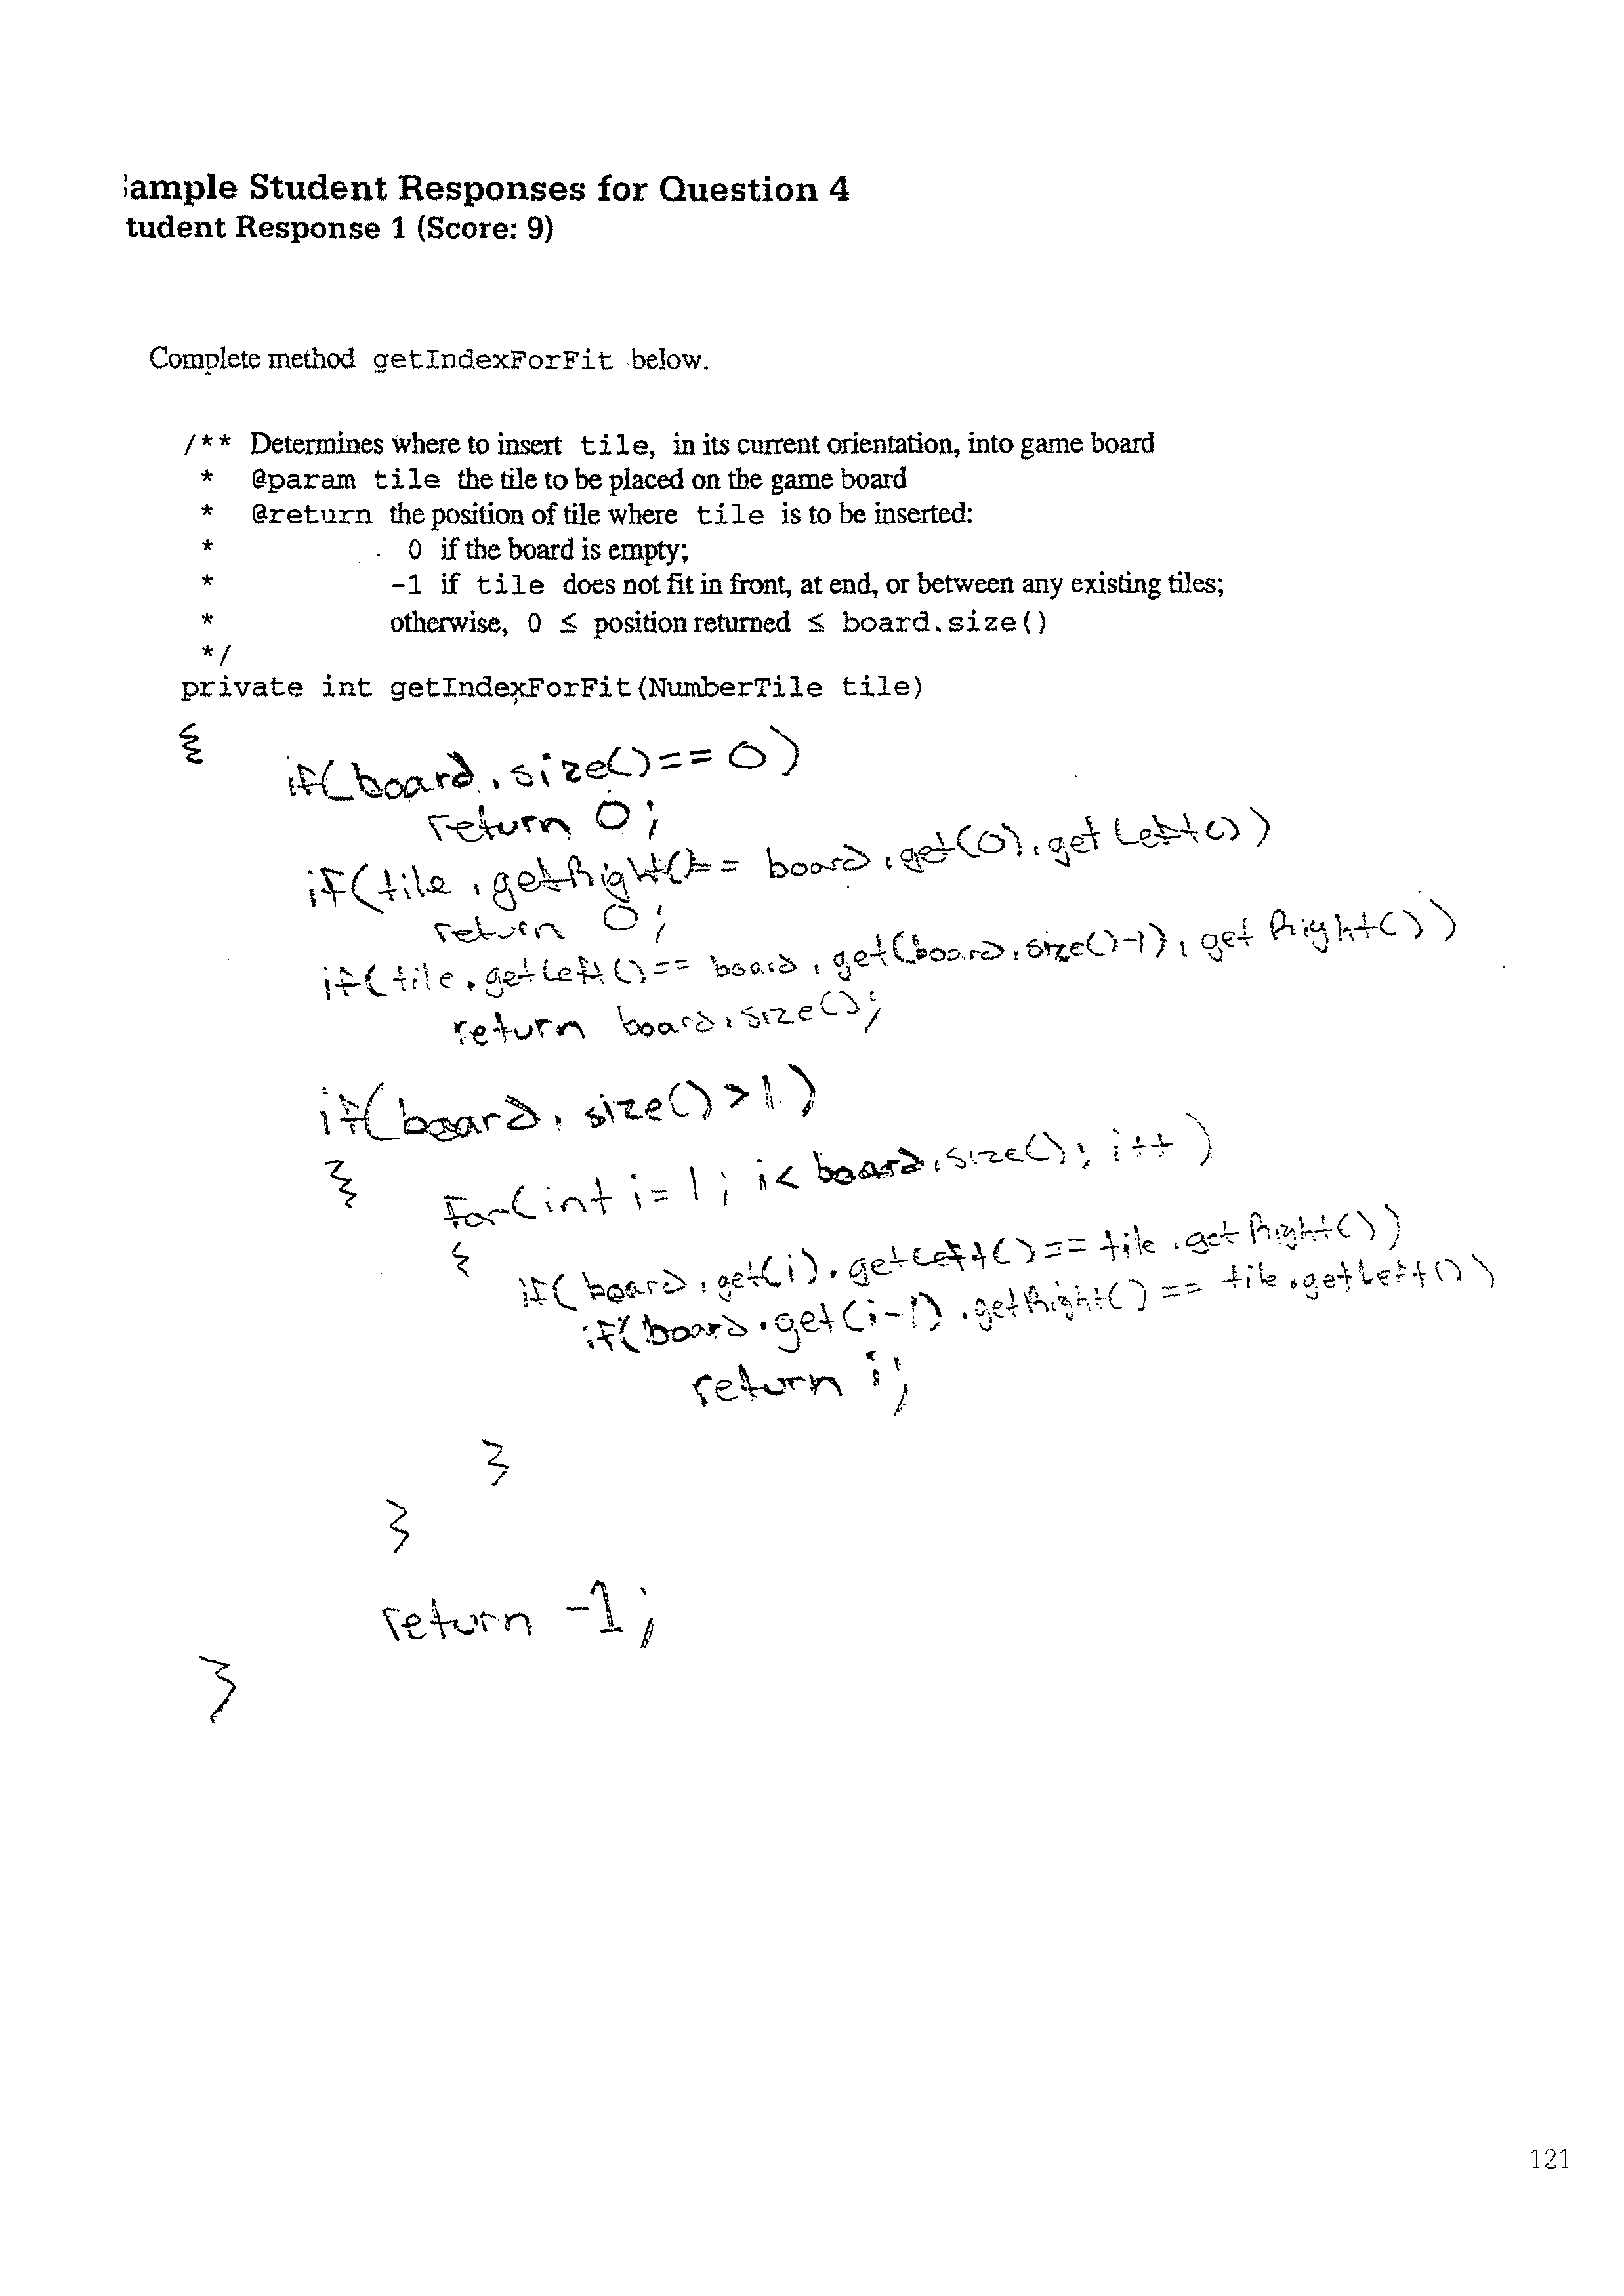 ample Student Responses for Question 4
tudent Response 1 (Score: 9)
Complete method getIndexForFit below.
/** Determines where to insert tile, in its current orientation, into game board
* @param tile the tile to be placed on the game board
* @return the position of tile where tile is to be inserted:
* 0 if the board is empty;
* -1 if tile does not fit in front, at end, or between any existing tiles;
* otherwise, 0 ≤ position returned ≤ board.size()
*/
private int getIndexForFit(NumberTile tile)
{
if(board.size()==0)
return 0;
if(tile.getRight()== board.get(0).getLeft())
return 0;
if(tile.getLeft()== board.get(board.size()-1).getRight())
return board.size();
if(board.size()>1)
{
for(int i=1; i<board.size(); i++)
{
if(board.get(i).getLeft()==tile.getRight())
if(board.get(i-1).getRight()== tile.getLeft())
return i;
}
}
return -1;
}
121